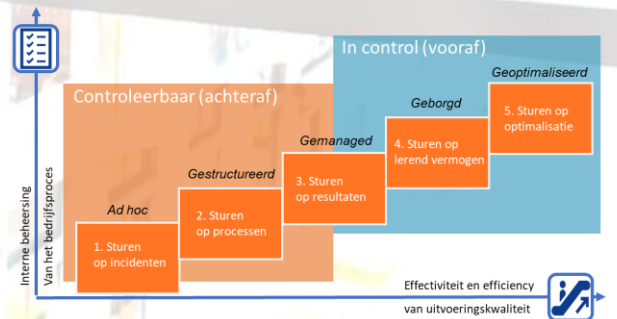 In control (vooraf)
Geoptimaliseerd
Controleerbaar (achteraf)
Geborgd
5. Sturen op
optimalisatie
Gemanaged
4. Sturen op
lerend vermogen
Gestructureerd
3. Sturen
op resultaten
Ad hoc
2. Sturen
op processen
1. Sturen
op incidenten
Interne beheersing
Van het bedrijfsproces
Effectiviteit en efficiency
van uitvoeringskwaliteit